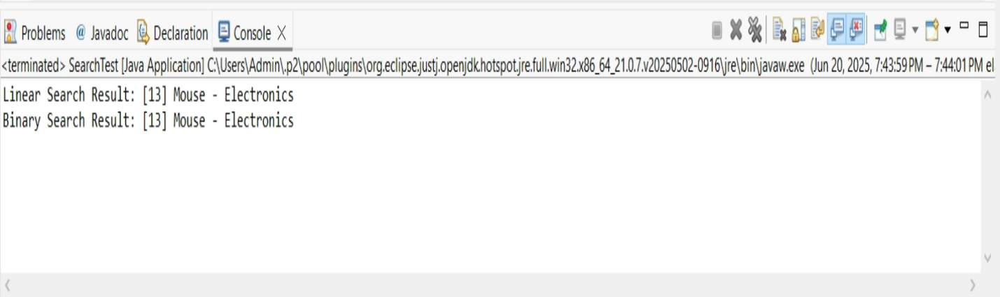 Problems @ Javadoc Declaration Console
<terminated> SearchTest [Java Application] C:\Users\Admin\.p2\pool\plugins\org.eclipse.justj.openjdk.hotspot.jre.full.win32.x86_64_21.0.7.v20250502-0916\jre\bin\javaw.exe (Jun 20, 2025, 7:43:59 PM – 7:44:01 PM el
Linear Search Result: [13] Mouse - Electronics
Binary Search Result: [13] Mouse - Electronics